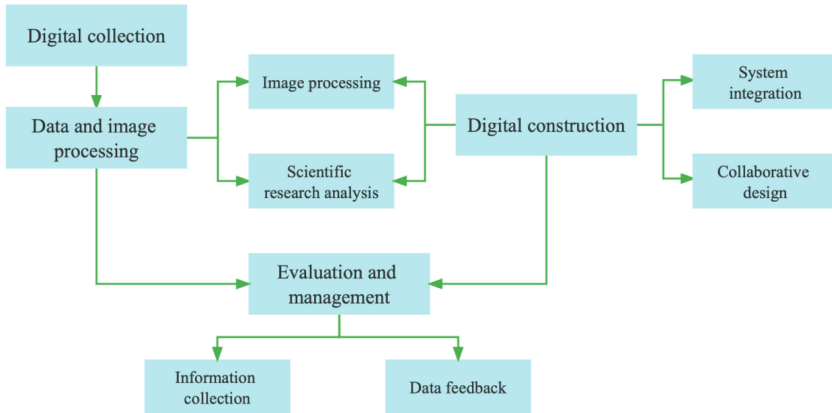 Digital collection
Data and image
processing
Image processing
Scientific
research analysis
Digital construction
System
integration
Collaborative
design
Evaluation and
management
Information
collection
Data feedback